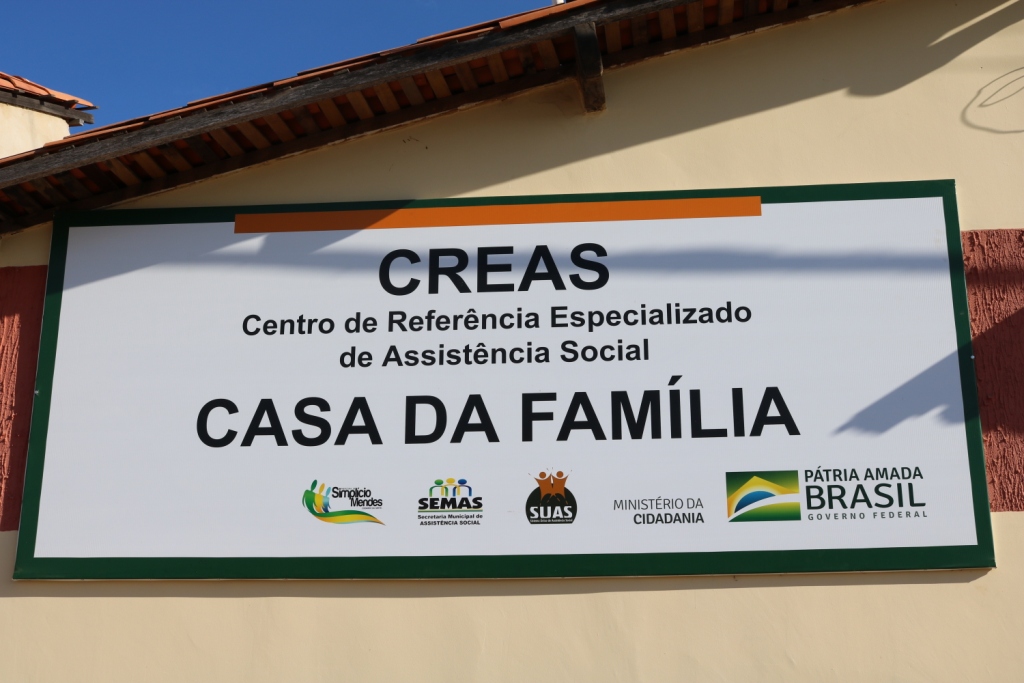 CREAS
Centro de Referência Especializado
de Assistência Social
CASA DA FAMÍLIA
Simplício
Mendes
SEMAS
Secretaria Municipal de
ASSISTÊNCIA SOCIAL
SUAS
MINISTÉRIO DA
CIDADANIA
PÁTRIA AMADA
BRASIL
GOVERNO FEDERAL